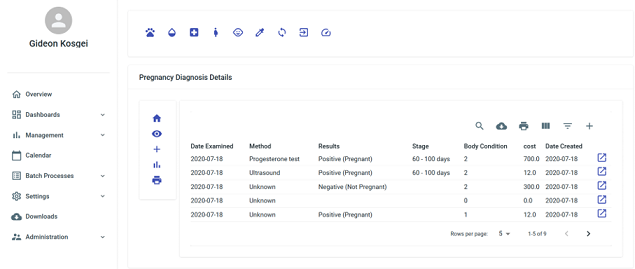 Gideon Kosgei
Overview
Dashboards
Management
Calendar
Batch Processes
Settings
Downloads
Administration
Pregnancy Diagnosis Details
Date Examined Method Results Stage Body Condition cost Date Created
2020-07-18 Progesterone test Positive (Pregnant) 60 - 100 days 2 700.0 2020-07-18
2020-07-18 Ultrasound Positive (Pregnant) 60 - 100 days 2 12.0 2020-07-18
2020-07-18 Unknown Negative (Not Pregnant) 2 300.0 2020-07-18
2020-07-18 Unknown 0 0.0 2020-07-18
2020-07-18 Unknown Positive (Pregnant) 1 12.0 2020-07-18
Rows per page: 5 1-5 of 9